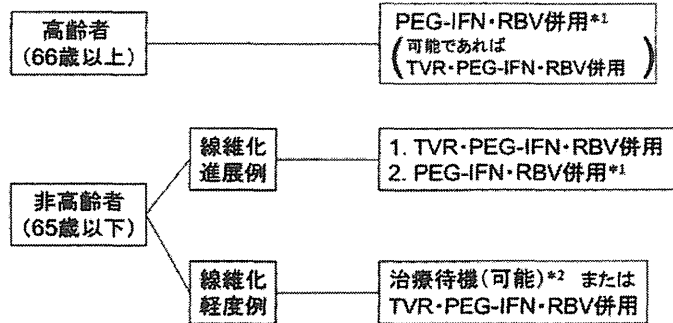 高齢者
(66歳以上)
PEG-IFN・RBV併用*1
(可能であれば
TVR・PEG-IFN・RBV併用)
非高齢者
(65歳以下)
線維化
進展例
1. TVR・PEG-IFN・RBV併用
2. PEG-IFN・RBV併用*1
線維化
軽度例
治療待機(可能)*2 または
TVR・PEG-IFN・RBV併用